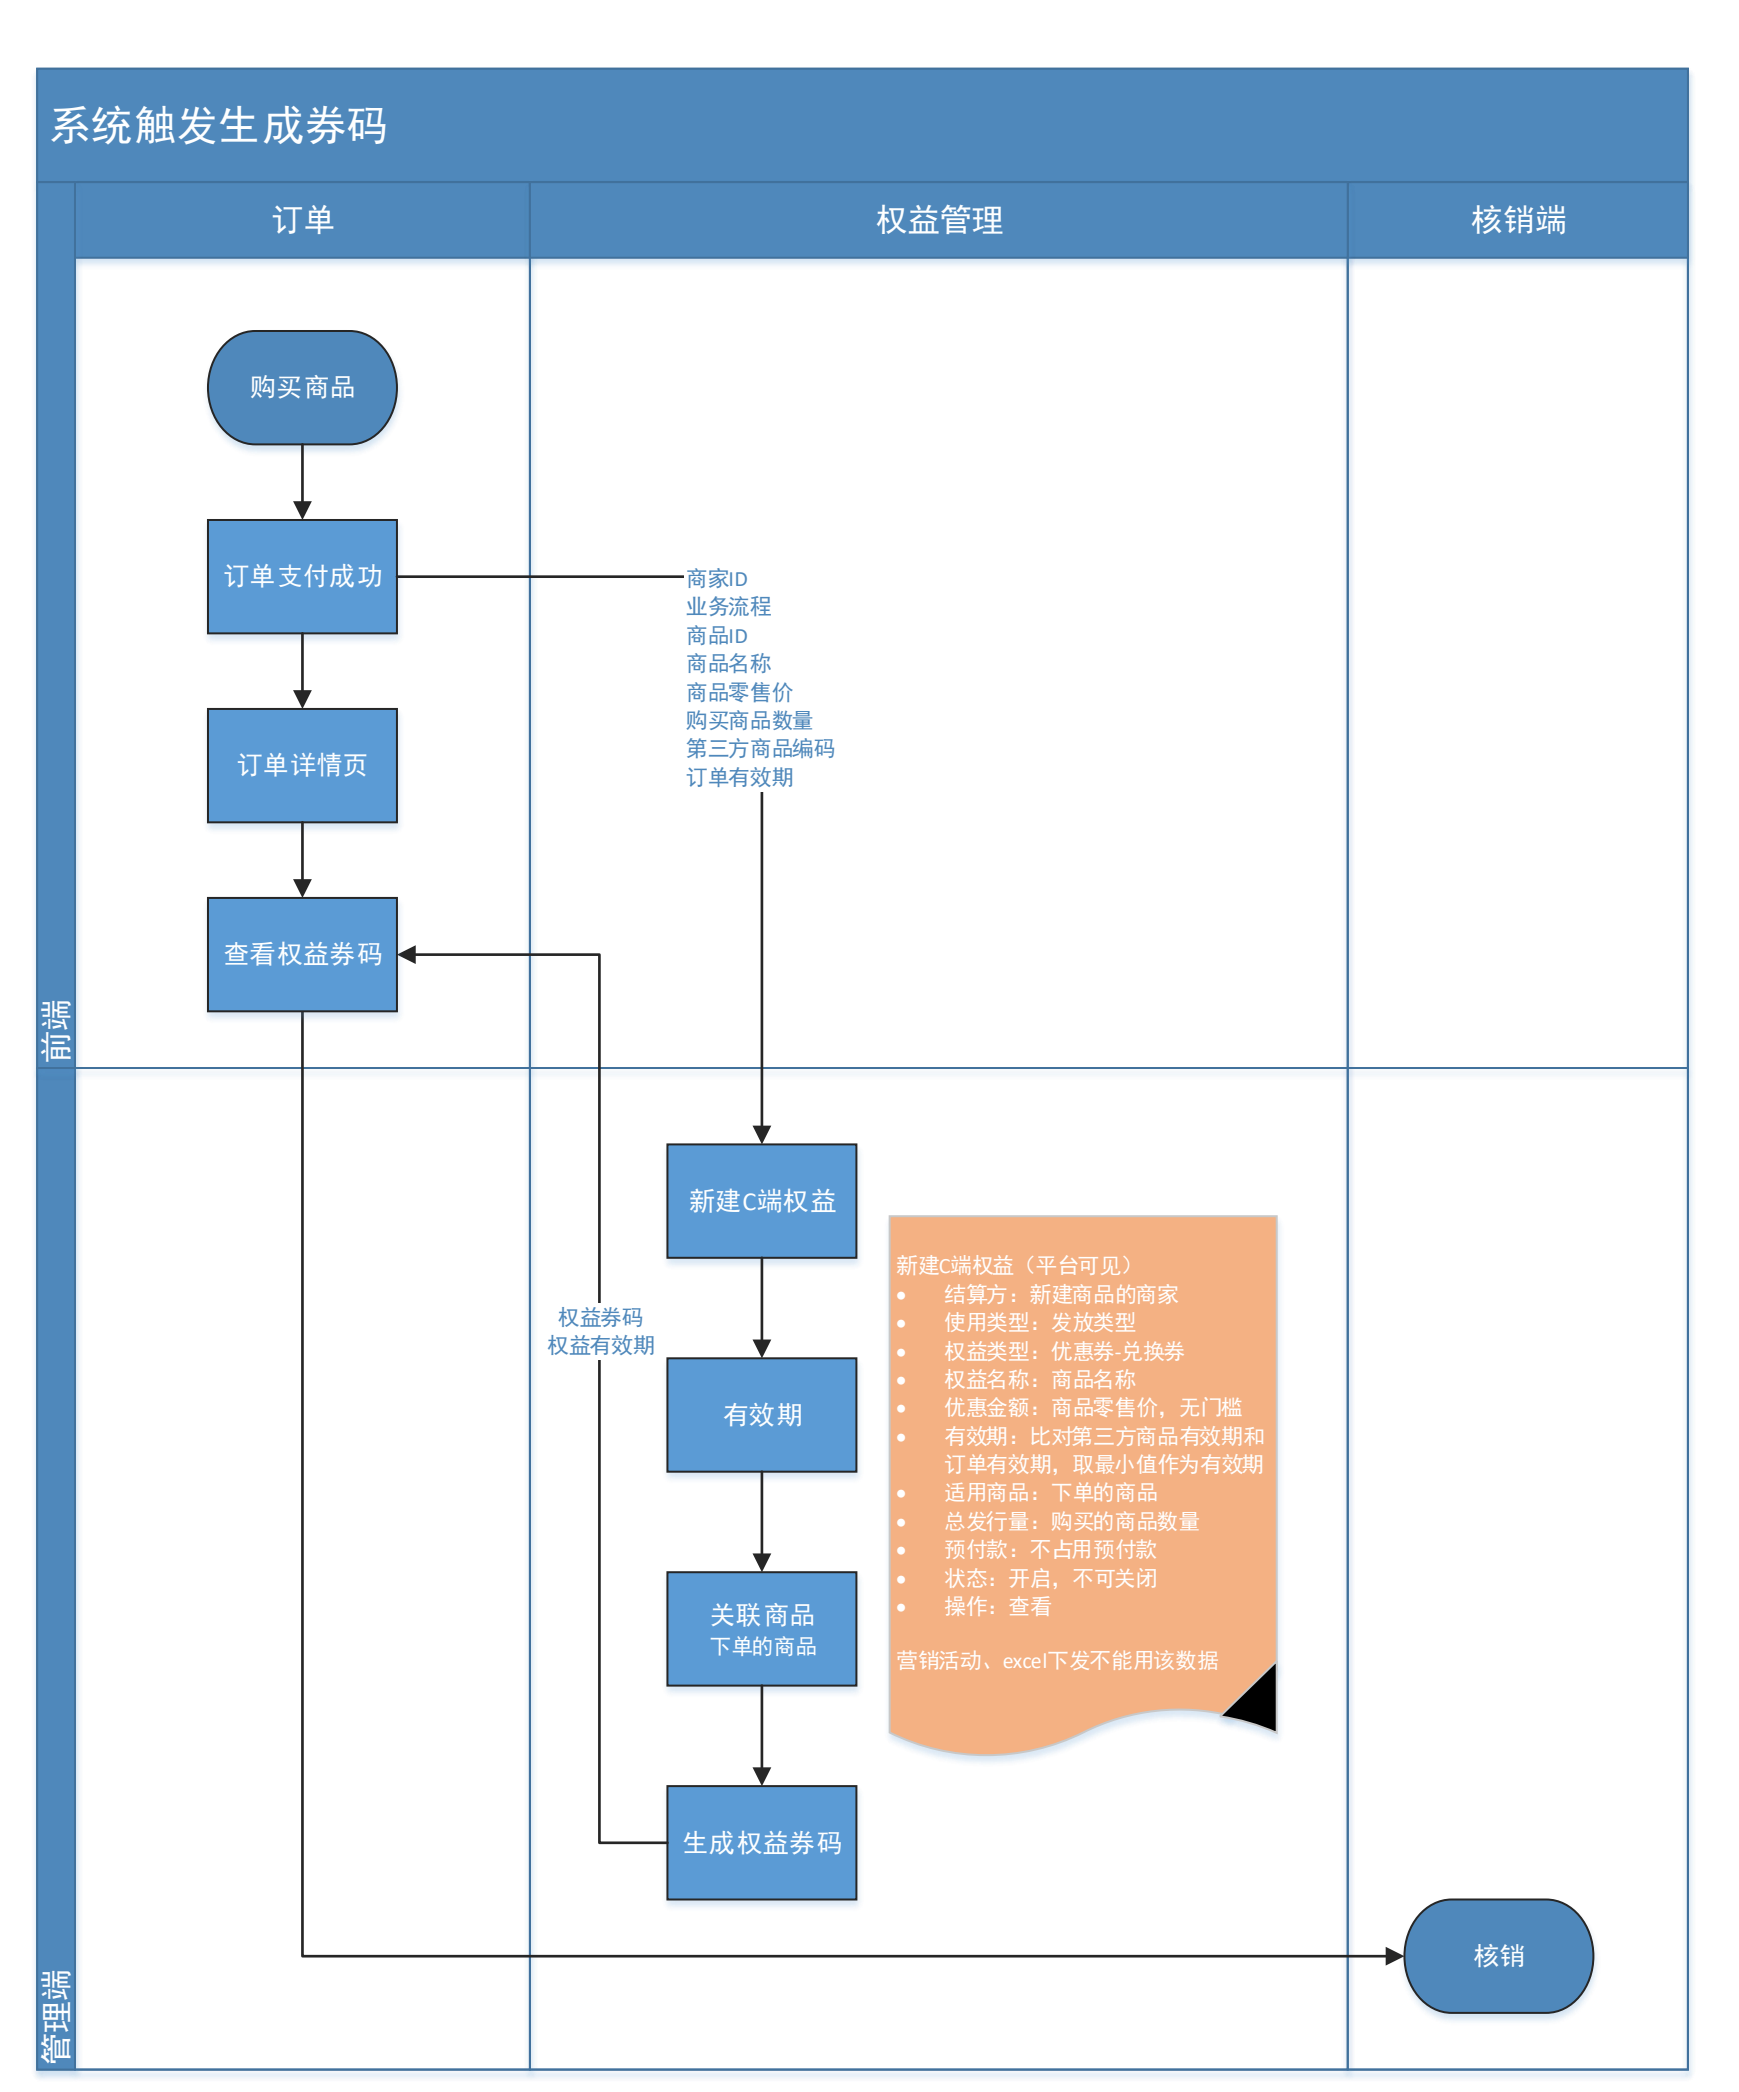 系统触发生成券码
订单
权益管理
核销端
前端
购买商品
订单支付成功
商家ID
业务流程
商品ID
商品名称
商品零售价
购买商品数量
第三方商品编码
订单有效期
订单详情页
查看权益券码
管理端
新建C端权益
权益券码
权益有效期
有效期
关联商品
下单的商品
生成权益券码
新建C端权益（平台可见）
• 结算方：新建商品的商家
• 使用类型：发放类型
• 权益类型：优惠券-兑换券
• 权益名称：商品名称
• 优惠金额：商品零售价，无门槛
• 有效期：比对第三方商品有效期和
订单有效期，取最小值作为有效期
• 适用商品：下单的商品
• 总发行量：购买的商品数量
• 预付款：不占用预付款
• 状态：开启，不可关闭
• 操作：查看
营销活动、excel下发不能用该数据
核销